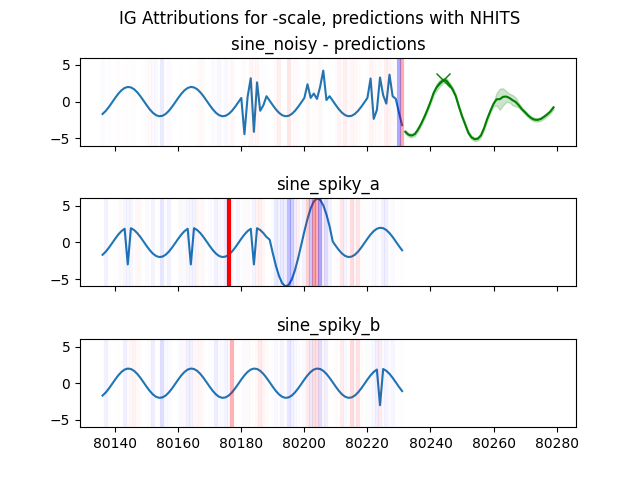 IG Attributions for -scale, predictions with NHITS
sine_noisy - predictions
5
0
−5
sine_spiky_a
5
0
−5
sine_spiky_b
5
0
−5
80140 80160 80180 80200 80220 80240 80260 80280